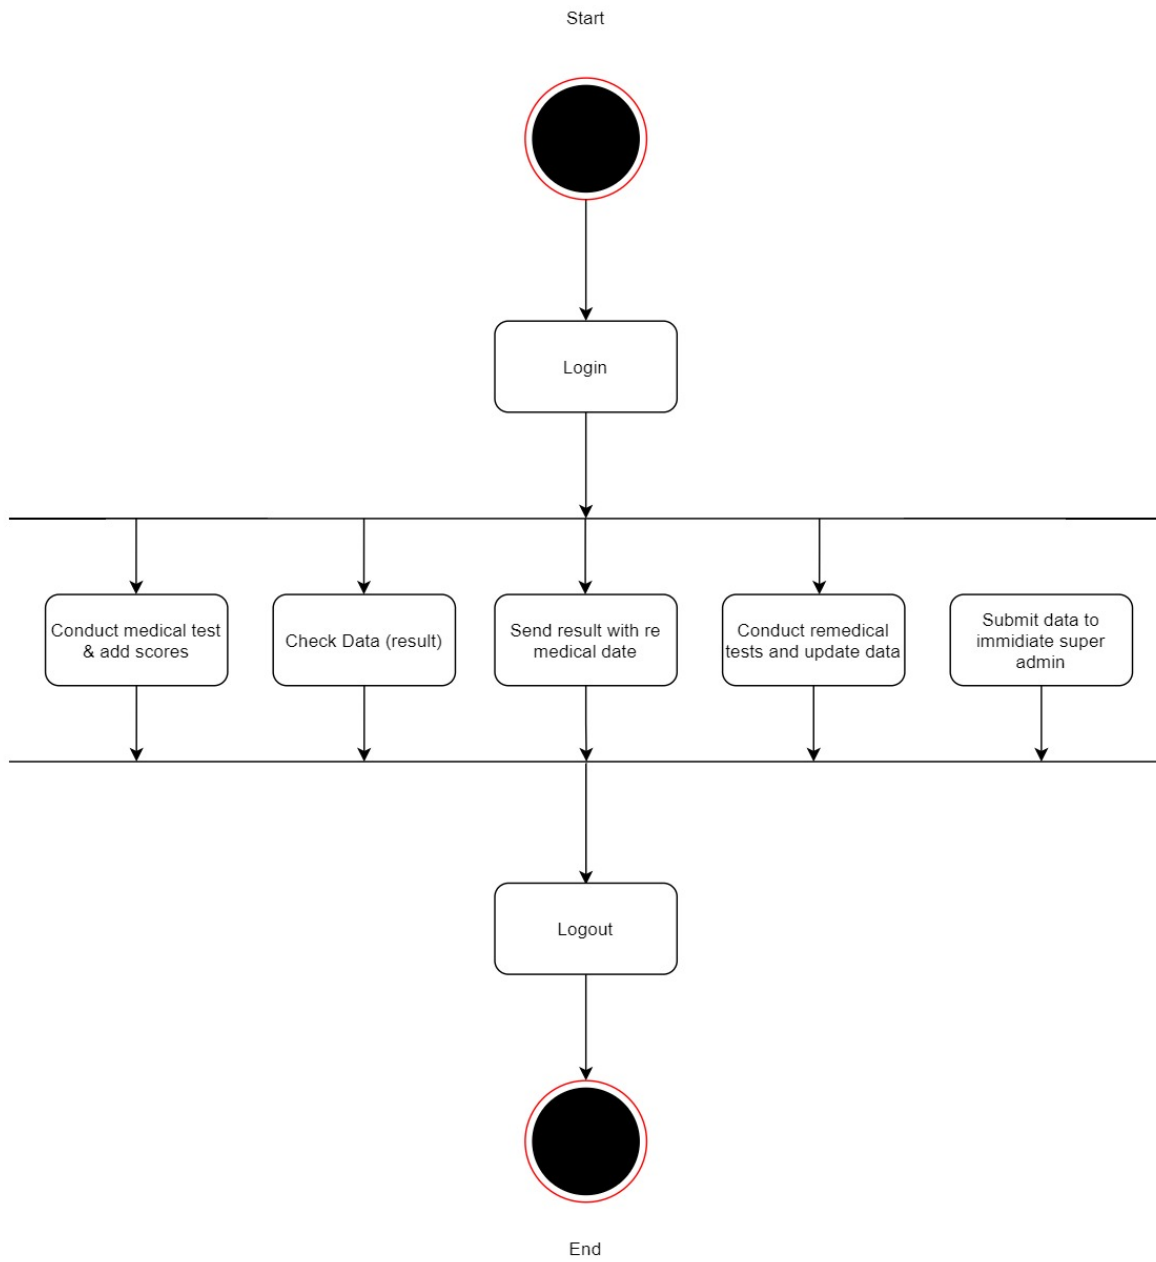 Start
Login
Conduct medical test
& add scores
Check Data (result)
Send result with re
medical date
Conduct remedical
tests and update data
Submit data to
immidiate super
admin
Logout
End